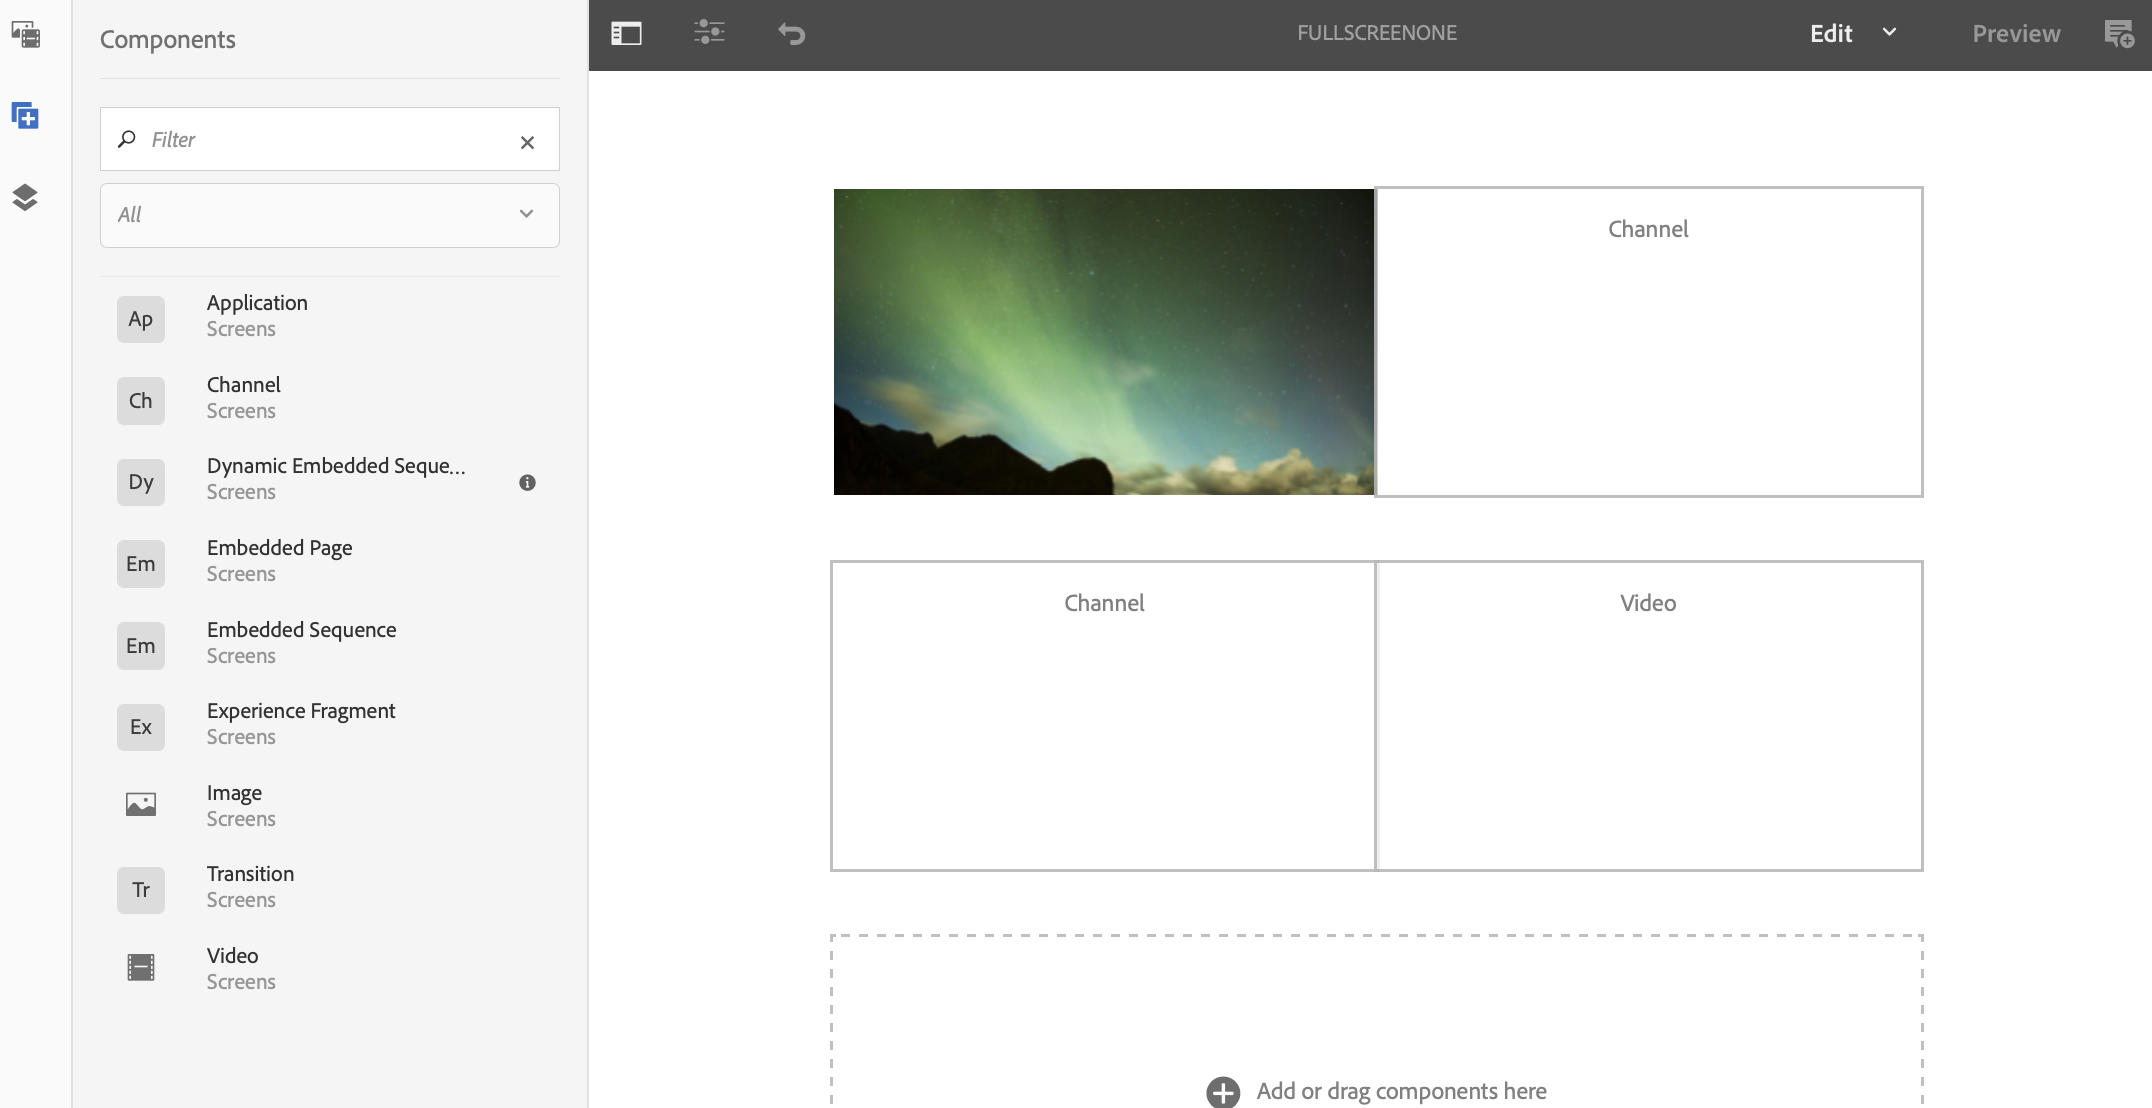 Components
FULLSCREENONE
Edit
Preview
Filter
All
Ap
Application
Screens
Ch
Channel
Screens
Dy
Dynamic Embedded Seque...
Screens
Em
Embedded Page
Screens
Em
Embedded Sequence
Screens
Ex
Experience Fragment
Screens
Image
Screens
Tr
Transition
Screens
Video
Screens
Channel
Channel
Video
Add or drag components here